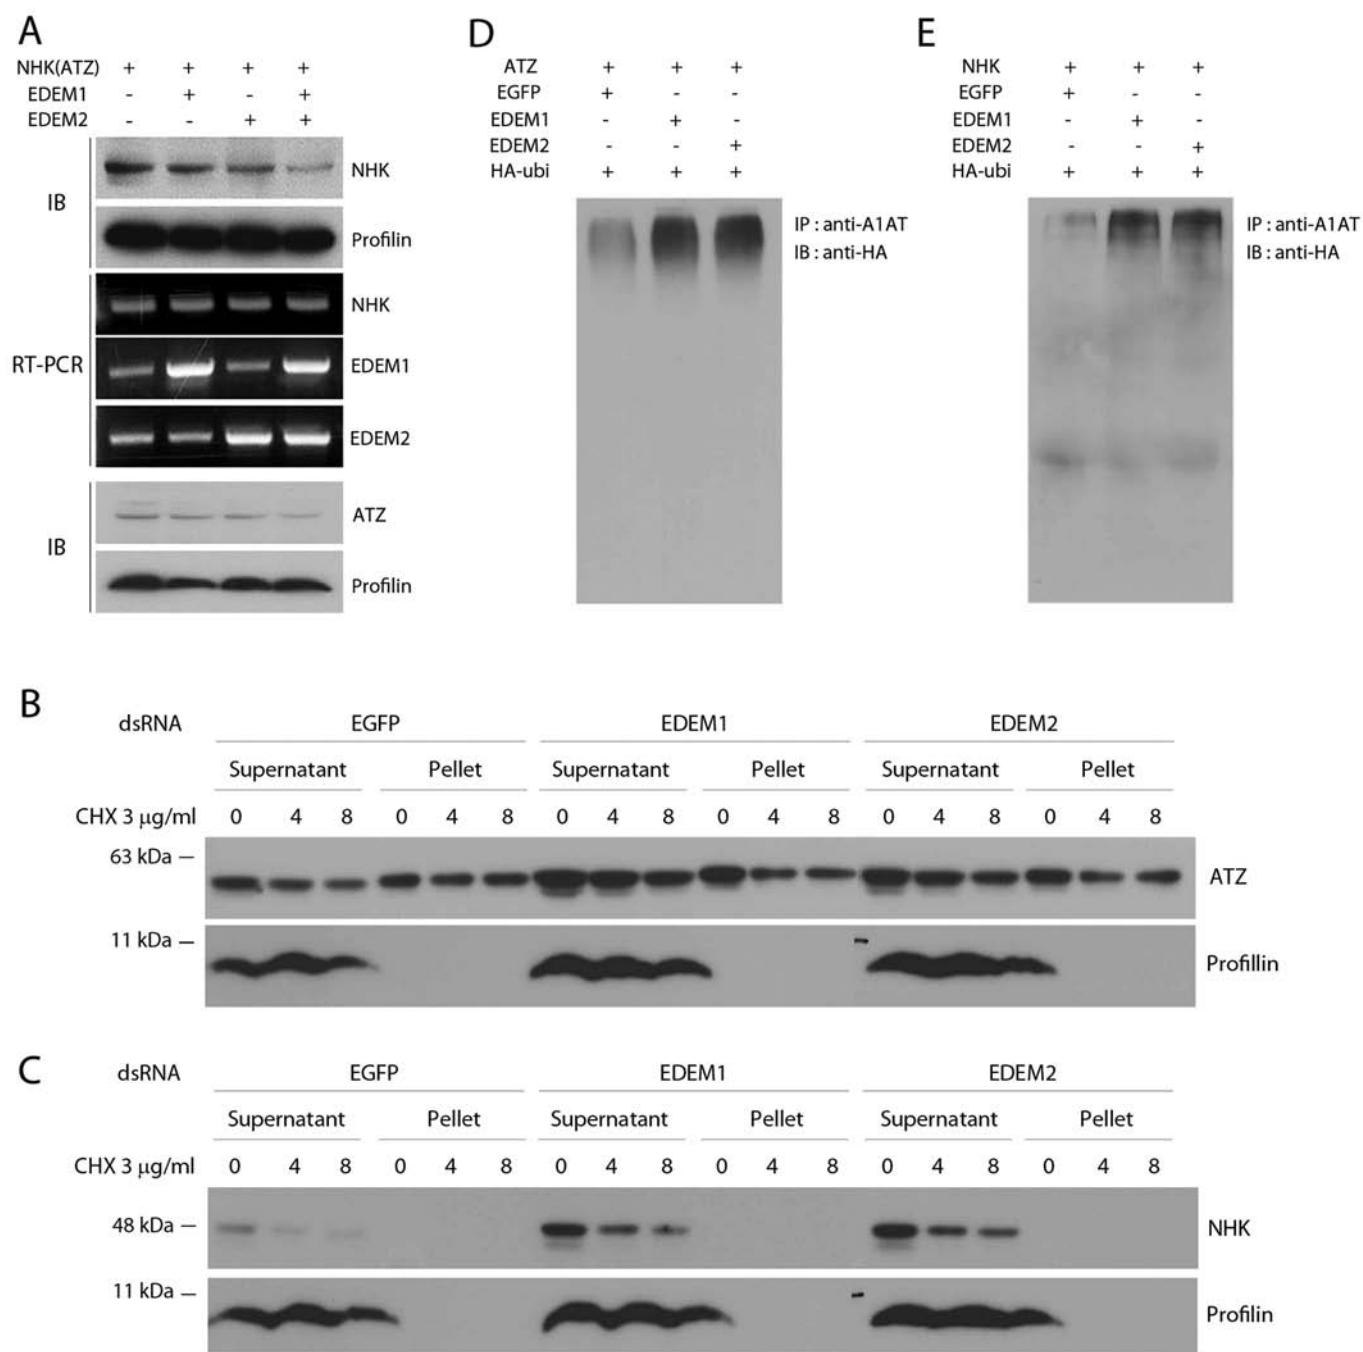 A
NHK(ATZ) + + + +
EDEM1 - + - +
EDEM2 - - + +
IB
NHK
Profilin
RT-PCR
NHK
EDEM1
EDEM2
IB
ATZ
Profilin
D
ATZ + + +
EGFP + - -
EDEM1 - + -
EDEM2 - - +
HA-ubi + + +
IP : anti-A1AT
IB : anti-HA
E
NHK + + +
EGFP + - -
EDEM1 - + -
EDEM2 - - +
HA-ubi + + +
IP : anti-A1AT
IB : anti-HA
B
dsRNA EGFP EDEM1 EDEM2
Supernatant Pellet Supernatant Pellet Supernatant Pellet
CHX 3 μg/ml 0 4 8 0 4 8 0 4 8 0 4 8 0 4 8 0 4 8
63 kDa —
ATZ
11 kDa —
Profillin
C
dsRNA EGFP EDEM1 EDEM2
Supernatant Pellet Supernatant Pellet Supernatant Pellet
CHX 3 μg/ml 0 4 8 0 4 8 0 4 8 0 4 8 0 4 8 0 4 8
48 kDa —
NHK
11 kDa —
Profilin